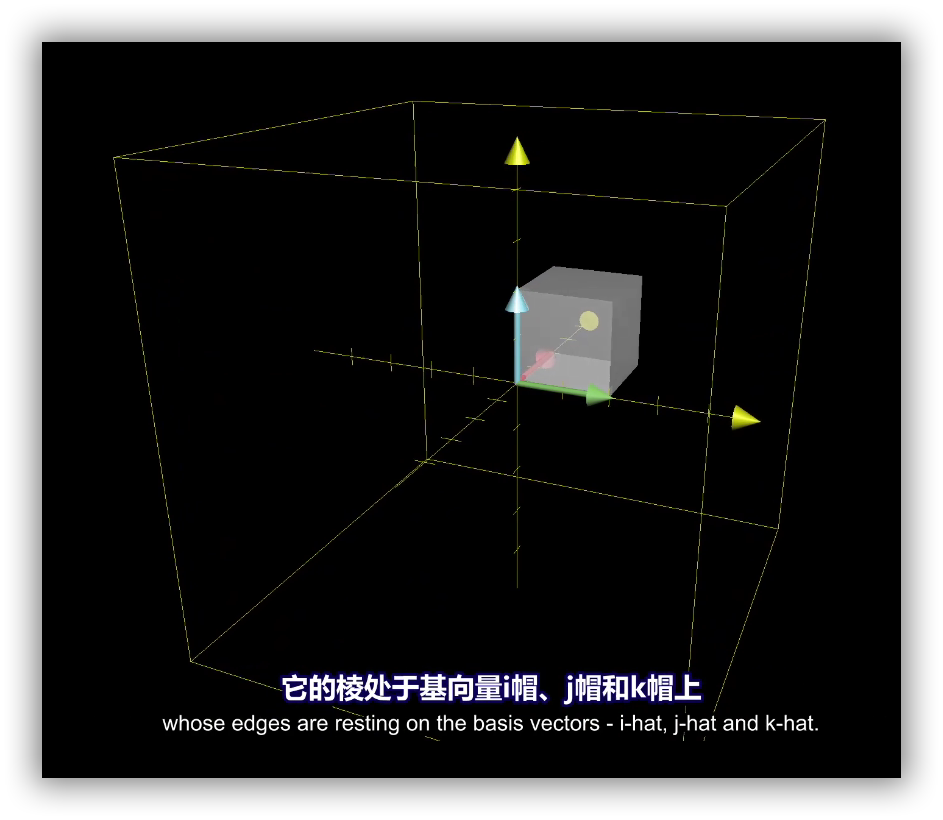 它的棱处于基向量i帽、j帽和k帽上
whose edges are resting on the basis vectors - i-hat, j-hat and k-hat.